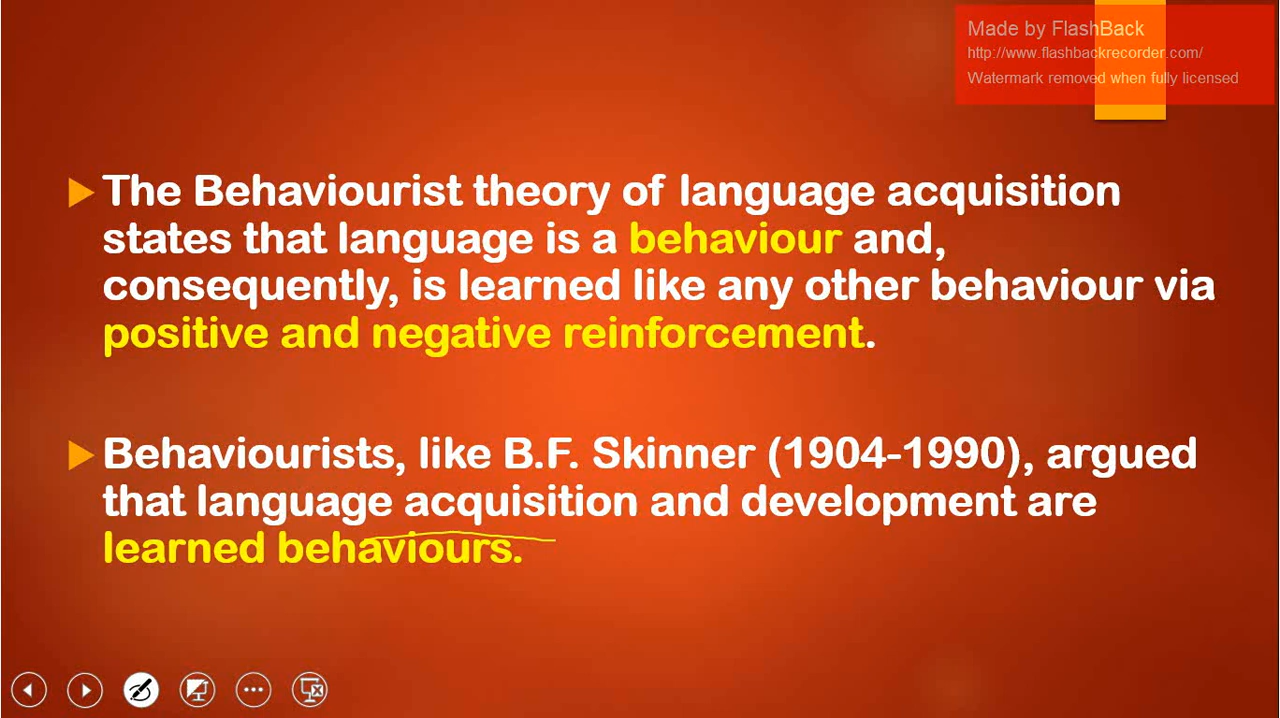 Made by FlashBack
http://www.flashbackrecorder.com/
Watermark removed when fully licensed
The Behaviourist theory of language acquisition
states that language is a behaviour and,
consequently, is learned like any other behaviour via
positive and negative reinforcement.
Behaviourists, like B.F. Skinner (1904-1990), argued
that language acquisition and development are
learned behaviours.